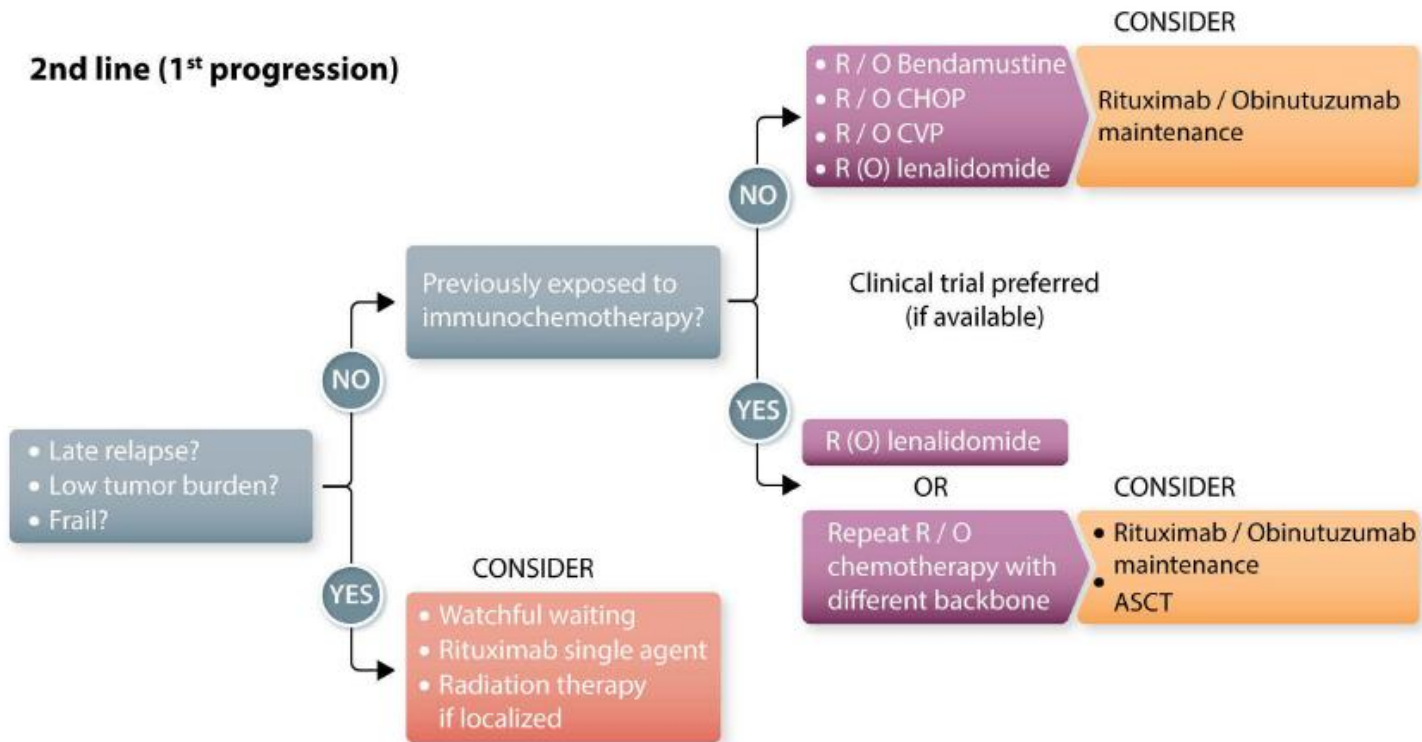 2nd line (1st progression)
• Late relapse?
• Low tumor burden?
• Frail?
NO
YES
Previously exposed to
immunochemotherapy?
CONSIDER
• Watchful waiting
• Rituximab single agent
• Radiation therapy
if localized
NO
YES
• R / O Bendamustine
• R / O CHOP
• R / O CVP
• R (O) lenalidomide
CONSIDER
Rituximab / Obinutuzumab
maintenance
Clinical trial preferred
(if available)
R (O) lenalidomide
OR
Repeat R / O
chemotherapy with
different backbone
CONSIDER
• Rituximab / Obinutuzumab
maintenance
• ASCT